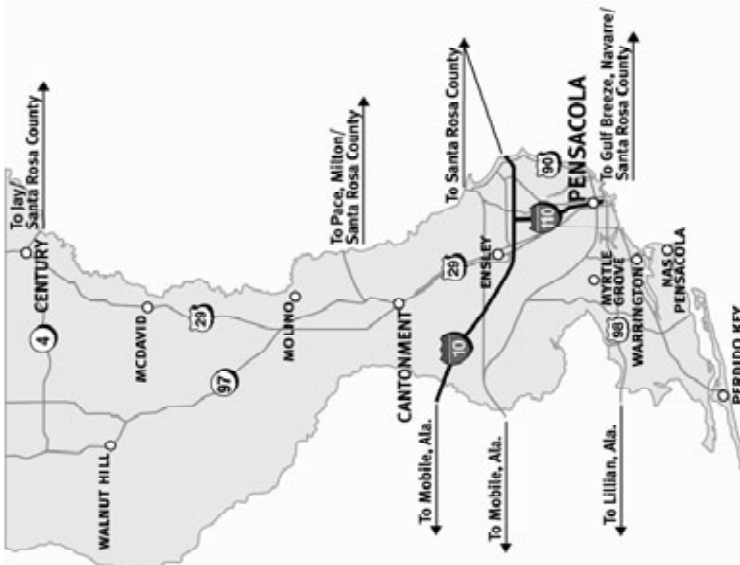 To Jay/
Santa Rosa County
CENTURY
4
MCDAVID
29
97
WALNUT HILL
MOLINO
To Pace, Milton/
Santa Rosa County
CANTONMENT
To Santa Rosa County
29
ENSLEY
10
90
110
PENSACOLA
To Gulf Breeze, Navarre/
Santa Rosa County
To Mobile, Ala.
To Mobile, Ala.
MYRTLE
GROVE
98
WARRINGTON
NAS
PENSACOLA
To Lillian, Ala.
PERDIDO KEY